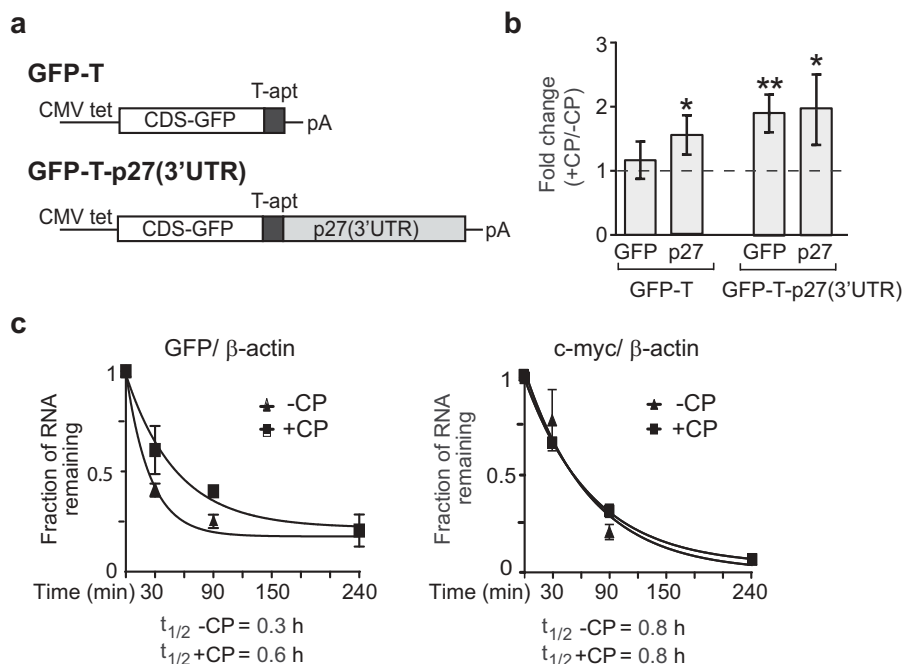 a
GFP-T
CMV tet
T-apt
CDS-GFP
pA
GFP-T-p27(3'UTR)
CMV tet
T-apt
CDS-GFP
p27(3'UTR)
pA
b
Fold change
(+CP/-CP)
3
2
1
0
*
**
*
GFP p27 GFP p27
GFP-T GFP-T-p27(3'UTR)
c
GFP/ β-actin
Fraction of RNA
remaining
1
0.5
0
-CP
+CP
Time (min) 30 90 140 240
t1/2 -CP = 0.3 h
t1/2 +CP = 0.6 h
c-myc/ β-actin
Fraction of RNA
remaining
1
0.5
0
-CP
+CP
Time (min) 30 90 140 240
t1/2 -CP = 0.8 h
t1/2 +CP = 0.8 h